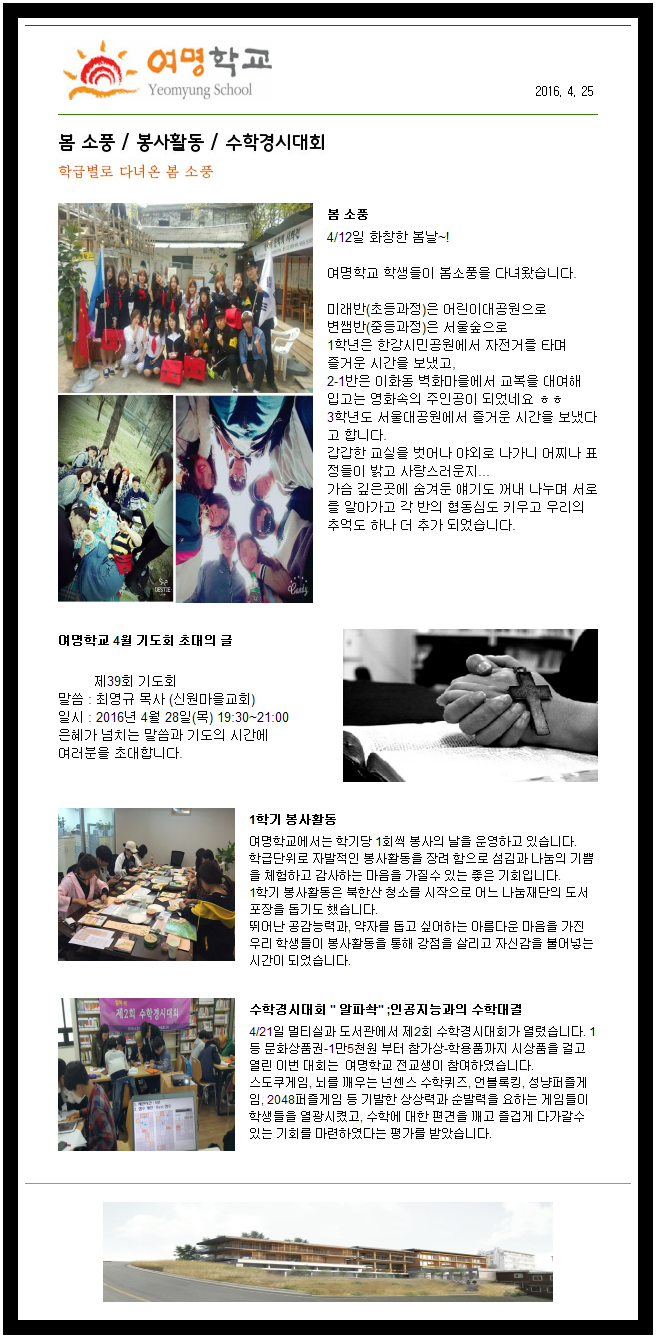 여명학교
Yeomyung School
2016. 4. 25
봄 소풍 / 봉사활동 / 수학경시대회
학급별로 다녀온 봄 소풍
봄 소풍
4/12일 화창한 봄날~!
여명학교 학생들이 봄소풍을 다녀왔습니다.
미래반(초등과정)은 어린이대공원으로
변쌤반(중등과정)은 서울숲으로
1학년은 한강시민공원에서 자전거를 타며
즐거운 시간을 보냈고,
2-1반은 이화동 벽화마을에서 교복을 대여해
입고는 영화속의 주인공이 되었네요 ㅎㅎ
3학년도 서울대공원에서 즐거운 시간을 보냈다
고 합니다.
갑갑한 교실을 벗어나 야외로 나가니 어찌나 표
정들이 밝고 사랑스러운지...
가슴 깊은곳에 숨겨둔 얘기도 꺼내 나누며 서로
를 알아가고 각 반의 협동심도 키우고 우리의
추억도 하나 더 추가 되었습니다.
여명학교 4월 기도회 초대의 글
제39회 기도회
말씀 : 최영규 목사 (신원마을교회)
일시 : 2016년 4월 28일(목) 19:30~21:00
은혜가 넘치는 말씀과 기도의 시간에
여러분을 초대합니다.
1학기 봉사활동
여명학교에서는 학기당 1회씩 봉사의 날을 운영하고 있습니다.
학급단위로 자발적인 봉사활동을 장려 함으로 섬김과 나눔의 기쁨
을 체험하고 감사하는 마음을 가질수 있는 좋은 기회입니다.
1학기 봉사활동은 북한산 청소를 시작으로 어느 나눔재단의 도서
포장을 돕기도 했습니다.
뛰어난 공감능력과, 약자를 돕고 싶어하는 아름다운 마음을 가진
우리 학생들이 봉사활동을 통해 강점을 살리고 자신감을 불어넣는
시간이 되었습니다.
제2회 수학경시대회
수학경시대회 " 알파솩" ;인공지능과의 수학대결
4/21일 멀티실과 도서관에서 제2회 수학경시대회가 열렸습니다. 1
등 문화상품권-1만5천원 부터 참가상-학용품까지 시상품을 걸고
열린 이번 대회는 여명학교 전교생이 참여하였습니다.
스도쿠게임, 뇌를 깨우는 넌센스 수학퀴즈, 언블록킹, 성냥퍼즐게
임, 2048퍼즐게임 등 기발한 상상력과 순발력을 요하는 게임들이
학생들을 열광시켰고, 수학에 대한 편견을 깨고 즐겁게 다가갈수
있는 기회를 마련하였다는 평가를 받았습니다.